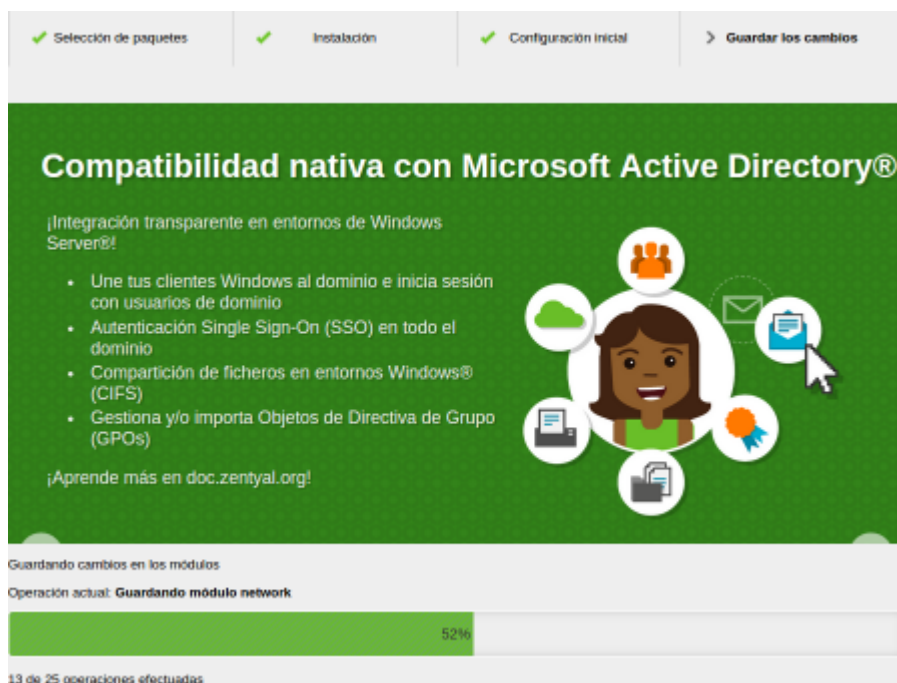 Selección de paquetes
Instalación
Configuración inicial
Guardar los cambios
Compatibilidad nativa con Microsoft Active Directory®
¡Integración transparente en entornos de Windows
Server®!
• Une tus clientes Windows al dominio e inicia sesión
con usuarios de dominio
• Autenticación Single Sign-On (SSO) en todo el
dominio
• Compartición de ficheros en entornos Windows®
(CIFS)
• Gestiona y/o importa Objetos de Directiva de Grupo
(GPOs)
¡Aprende más en doc.zentyal.org!
Guardando cambios en los módulos
Operación actual: Guardando módulo network
52%
13 de 25 operaciones efectuadas